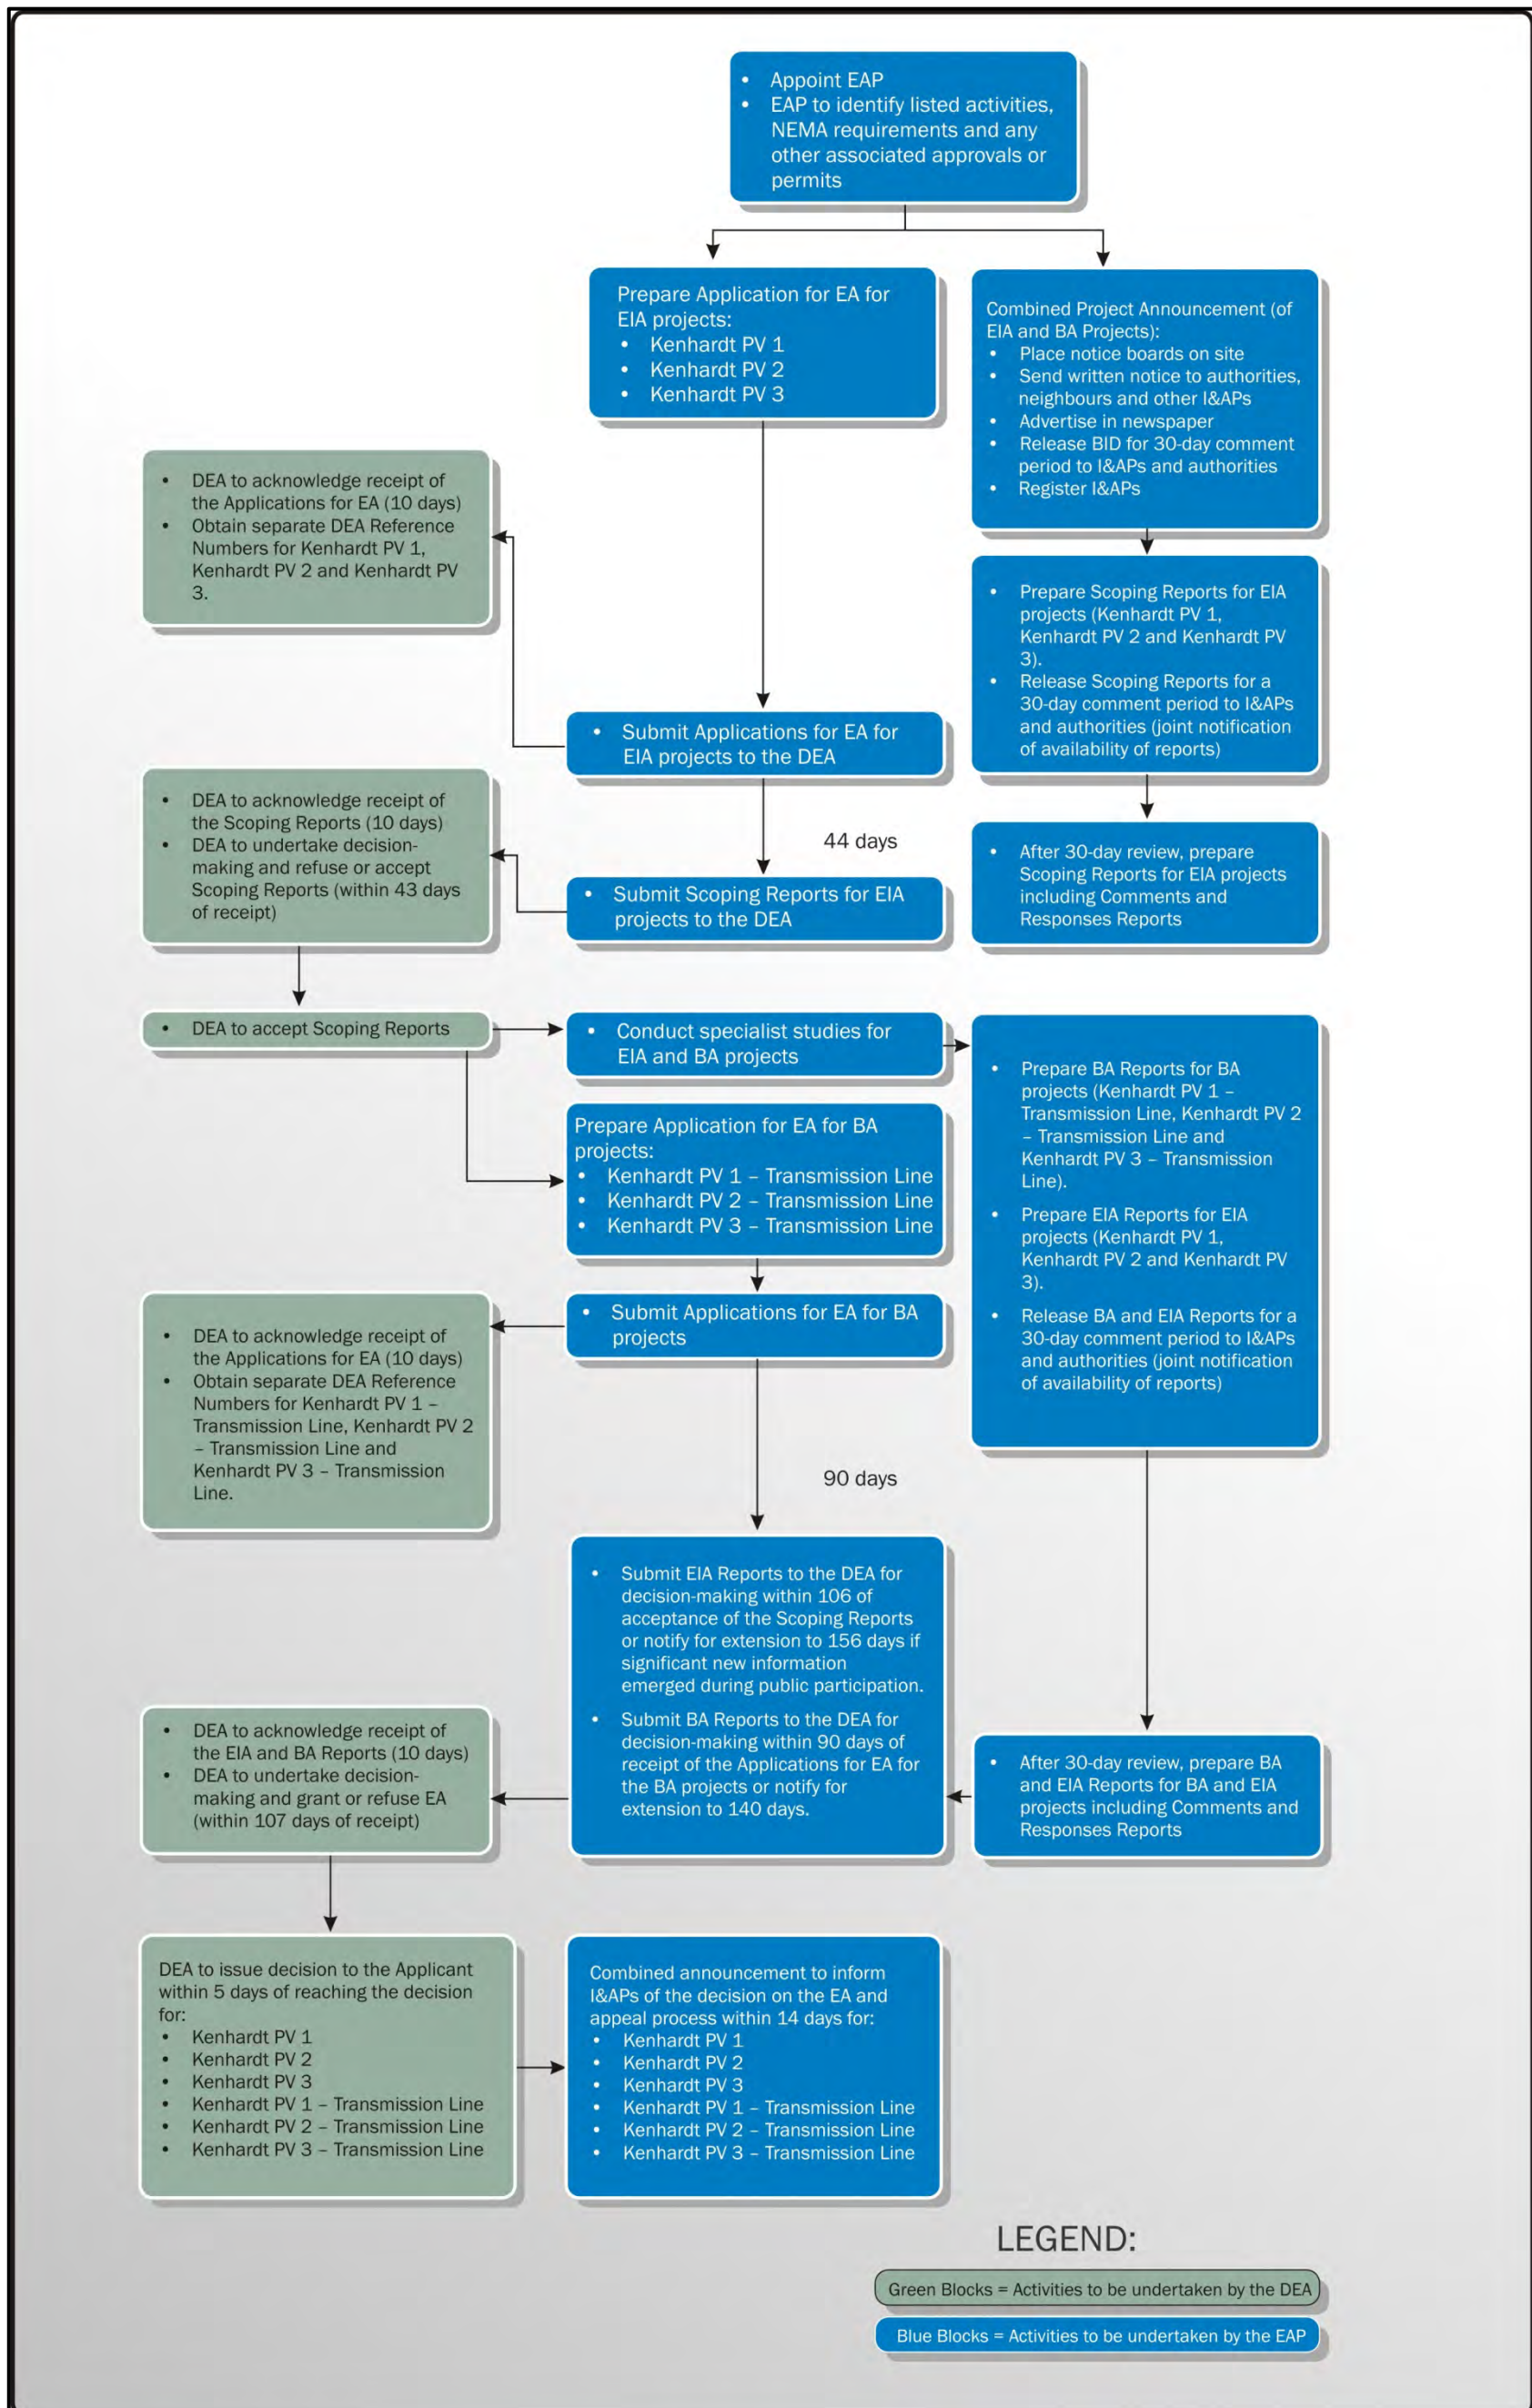 • Appoint EAP
• EAP to identify listed activities,
NEMA requirements and any
other associated approvals or
permits
Prepare Application for EA for
EIA projects:
• Kenhardt PV 1
• Kenhardt PV 2
• Kenhardt PV 3
Combined Project Announcement (of
EIA and BA Projects):
• Place notice boards on site
• Send written notice to authorities,
neighbours and other I&APs
• Advertise in newspaper
• Release BID for 30-day comment
period to I&APs and authorities
• Register I&APs
• DEA to acknowledge receipt of
the Applications for EA (10 days)
• Obtain separate DEA Reference
Numbers for Kenhardt PV 1,
Kenhardt PV 2 and Kenhardt PV
3.
• Prepare Scoping Reports for EIA
projects (Kenhardt PV 1,
Kenhardt PV 2 and Kenhardt PV
3).
• Release Scoping Reports for a
30-day comment period to I&APs
and authorities (joint notification
of availability of reports)
• Submit Applications for EA for
EIA projects to the DEA
• DEA to acknowledge receipt of
the Scoping Reports (10 days)
• DEA to undertake decision-
making and refuse or accept
Scoping Reports (within 43 days
of receipt)
44 days
• Submit Scoping Reports for EIA
projects to the DEA
• After 30-day review, prepare
Scoping Reports for EIA projects
including Comments and
Responses Reports
• DEA to accept Scoping Reports
• Conduct specialist studies for
EIA and BA projects
Prepare Application for EA for BA
projects:
• Kenhardt PV 1 – Transmission Line
• Kenhardt PV 2 – Transmission Line
• Kenhardt PV 3 – Transmission Line
• Prepare BA Reports for BA
projects (Kenhardt PV 1 –
Transmission Line, Kenhardt PV 2
– Transmission Line and
Kenhardt PV 3 – Transmission
Line).
• Prepare EIA Reports for EIA
projects (Kenhardt PV 1,
Kenhardt PV 2 and Kenhardt PV
3).
• Release BA and EIA Reports for a
30-day comment period to I&APs
and authorities (joint notification
of availability of reports)
• Submit Applications for EA for BA
projects
• DEA to acknowledge receipt of
the Applications for EA (10 days)
• Obtain separate DEA Reference
Numbers for Kenhardt PV 1 –
Transmission Line, Kenhardt PV 2
– Transmission Line and
Kenhardt PV 3 – Transmission
Line.
90 days
• Submit EIA Reports to the DEA for
decision-making within 106 of
acceptance of the Scoping Reports
or notify for extension to 156 days if
significant new information
emerged during public participation.
• Submit BA Reports to the DEA for
decision-making within 90 days of
receipt of the Applications for EA for
the BA projects or notify for
extension to 140 days.
• DEA to acknowledge receipt of
the EIA and BA Reports (10 days)
• DEA to undertake decision-
making and grant or refuse EA
(within 107 days of receipt)
• After 30-day review, prepare BA
and EIA Reports for BA and EIA
projects including Comments and
Responses Reports
DEA to issue decision to the Applicant
within 5 days of reaching the decision
for:
• Kenhardt PV 1
• Kenhardt PV 2
• Kenhardt PV 3
• Kenhardt PV 1 – Transmission Line
• Kenhardt PV 2 – Transmission Line
• Kenhardt PV 3 – Transmission Line
Combined announcement to inform
I&APs of the decision on the EA and
appeal process within 14 days for:
• Kenhardt PV 1
• Kenhardt PV 2
• Kenhardt PV 3
• Kenhardt PV 1 – Transmission Line
• Kenhardt PV 2 – Transmission Line
• Kenhardt PV 3 – Transmission Line
LEGEND:
Green Blocks = Activities to be undertaken by the DEA
Blue Blocks = Activities to be undertaken by the EAP